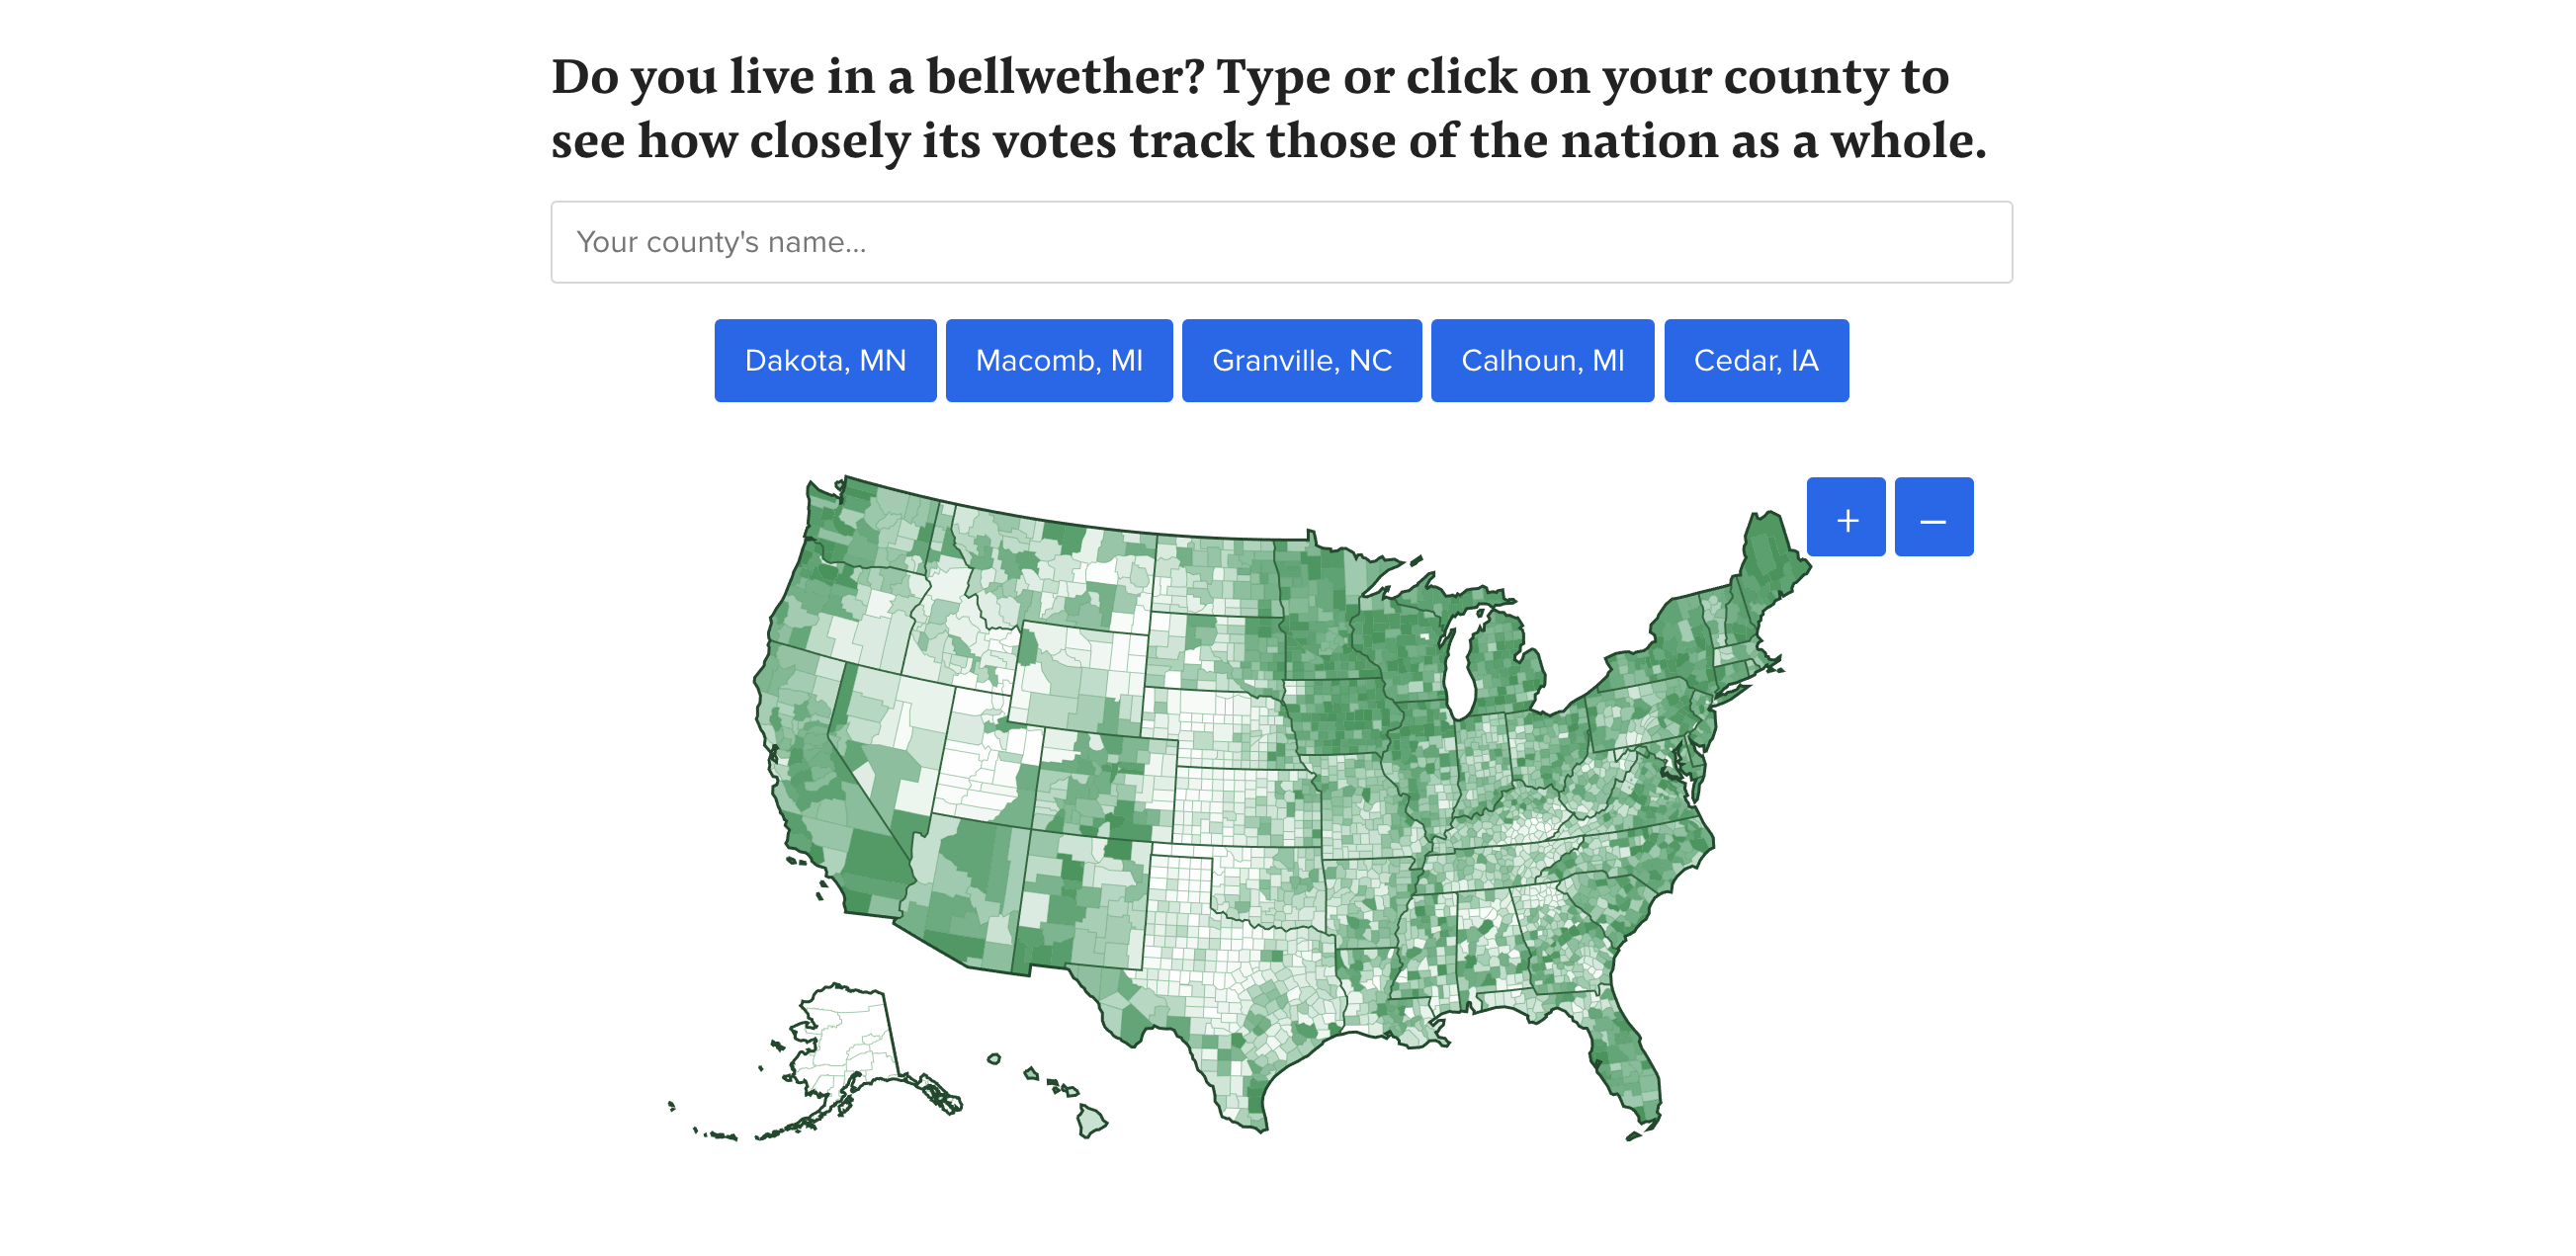 Do you live in a bellwether? Type or click on your county to
see how closely its votes track those of the nation as a whole.
Your county's name...
Dakota, MN
Macomb, MI
Granville, NC
Calhoun, MI
Cedar, IA
+
–